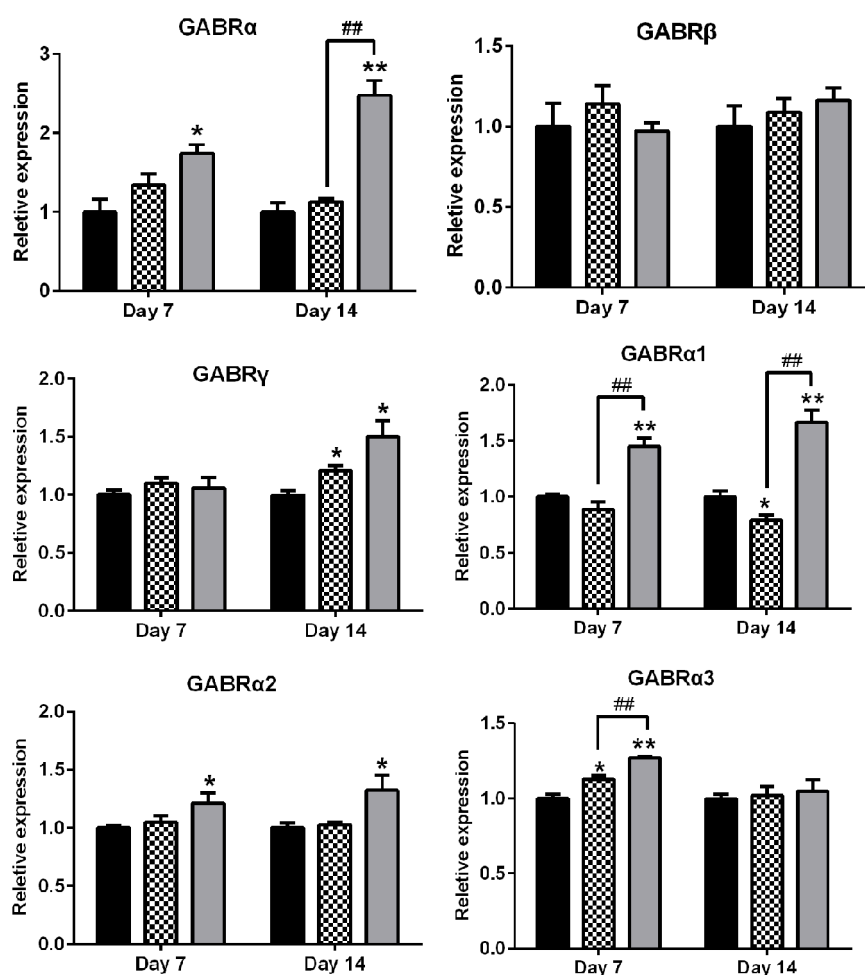 GABRα
##
**
*
Reletive expression
3
2
1
0
Day 7
Day 14
GABRβ
Reletive expression
1.5
1.0
0.5
0.0
Day 7
Day 14
GABRγ
*
*
Reletive expression
2.0
1.5
1.0
0.5
0.0
Day 7
Day 14
GABRα1
##
##
**
**
*
Reletive expression
2.0
1.5
1.0
0.5
0.0
Day 7
Day 14
GABRα2
*
*
Reletive expression
2.0
1.5
1.0
0.5
0.0
Day 7
Day 14
GABRα3
##
**
*
Reletive expression
1.5
1.0
0.5
0.0
Day 7
Day 14